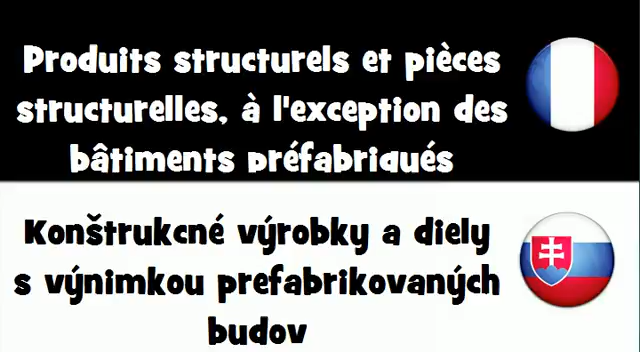 Produits structurels et pièces
structurelles, à l'exception des
bâtiments préfabriqués
Konštrukcné výrobky a diely
s výnimkou prefabrikovaných
budov